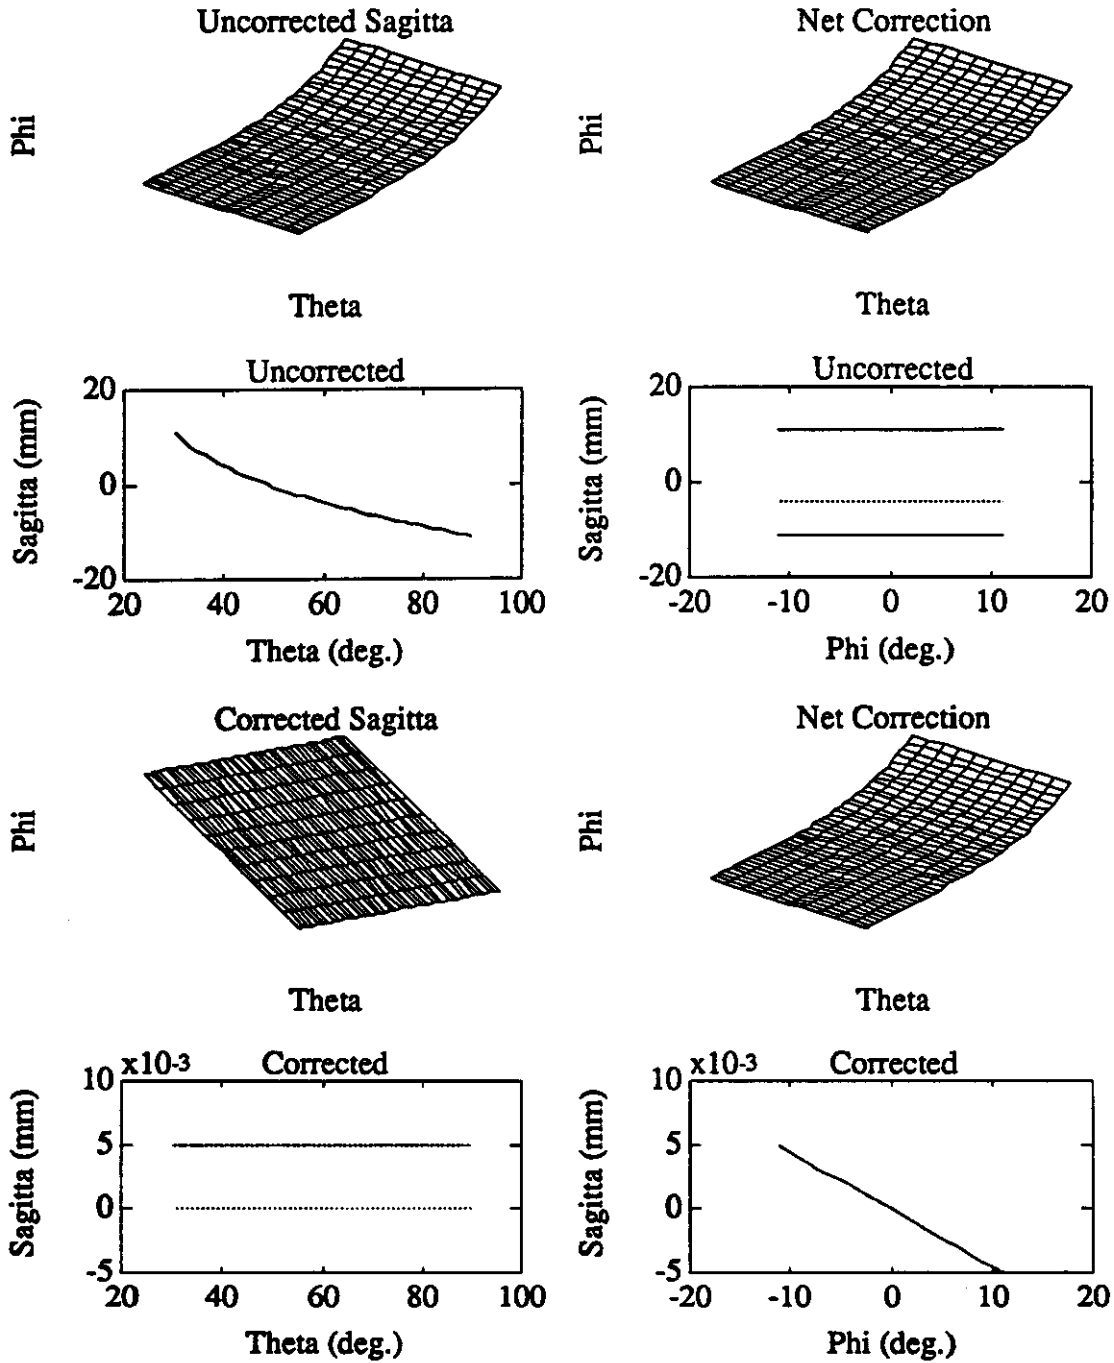 Uncorrected Sagitta
Phi
Theta
Net Correction
Phi
Theta
Uncorrected
Sagitta (mm)
20
0
-20
20 40 60 80 100
Theta (deg.)
Uncorrected
Sagitta (mm)
20
0
-20
-20 -10 0 10 20
Phi (deg.)
Corrected Sagitta
Phi
Theta
Net Correction
Phi
Theta
x10-3
Corrected
Sagitta (mm)
10
5
0
-5
20 40 60 80 100
Theta (deg.)
x10-3
Corrected
Sagitta (mm)
10
5
0
-5
-20 -10 0 10 20
Phi (deg.)